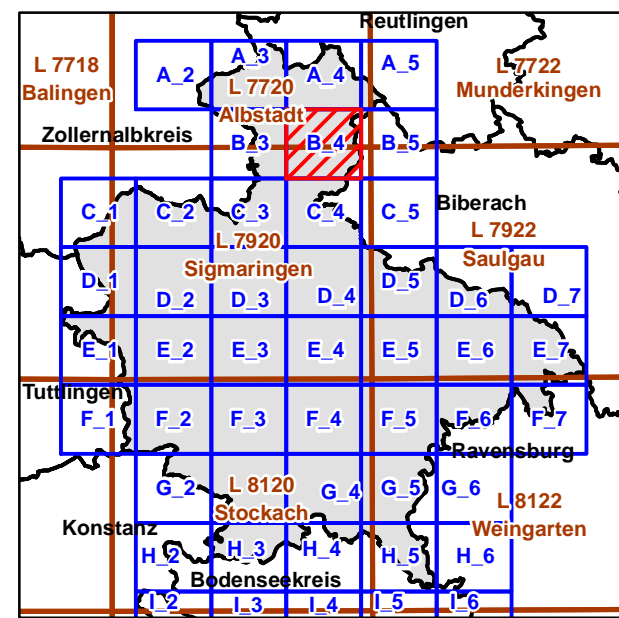 Reutlingen
A_2 A_3 A_4 A_5
L 7718
Balingen
L 7720
Albstadt
L 7722
Munderkingen
Zollernalbkreis
B_3 B_4 B_5
C_1 C_2 C_3 C_4 C_5
Biberach
L 7920
Sigmaringen
L 7922
Saulgau
D_1 D_2 D_3 D_4 D_5 D_6 D_7
E_1 E_2 E_3 E_4 E_5 E_6 E_7
Tuttlingen
F_1 F_2 F_3 F_4 F_5 F_6 F_7
Ravensburg
G_2 G_4 G_5 G_6
L 8120
Stockach
L 8122
Weingarten
Konstanz
H_2 H_3 H_4 H_5 H_6
Bodenseekreis
I_2 I_3 I_4 I_5 I_6